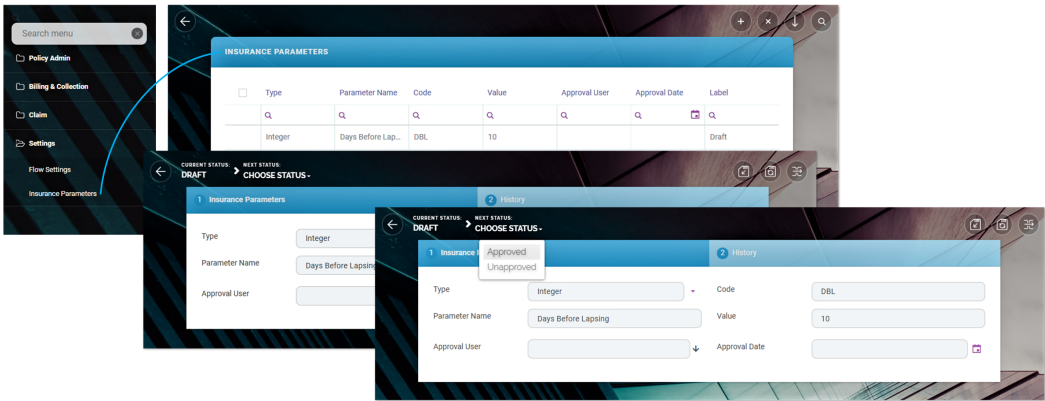 Search menu
Policy Admin
Billing & Collection
Claim
Settings
Flow Settings
Insurance Parameters
INSURANCE PARAMETERS
Type Parameter Name Code Value Approval User Approval Date Label
Integer Days Before Lap... DBL 10 Draft
CURRENT STATUS: NEXT STATUS:
DRAFT CHOOSE STATUS
1 Insurance Parameters 2 History
Type Integer
Parameter Name Days Before Lapsing
Approval User
CURRENT STATUS: NEXT STATUS:
DRAFT CHOOSE STATUS
1 Insurance 2 History
Approved
Unapproved
Type Integer Code DBL
Parameter Name Days Before Lapsing Value 10
Approval User Approval Date